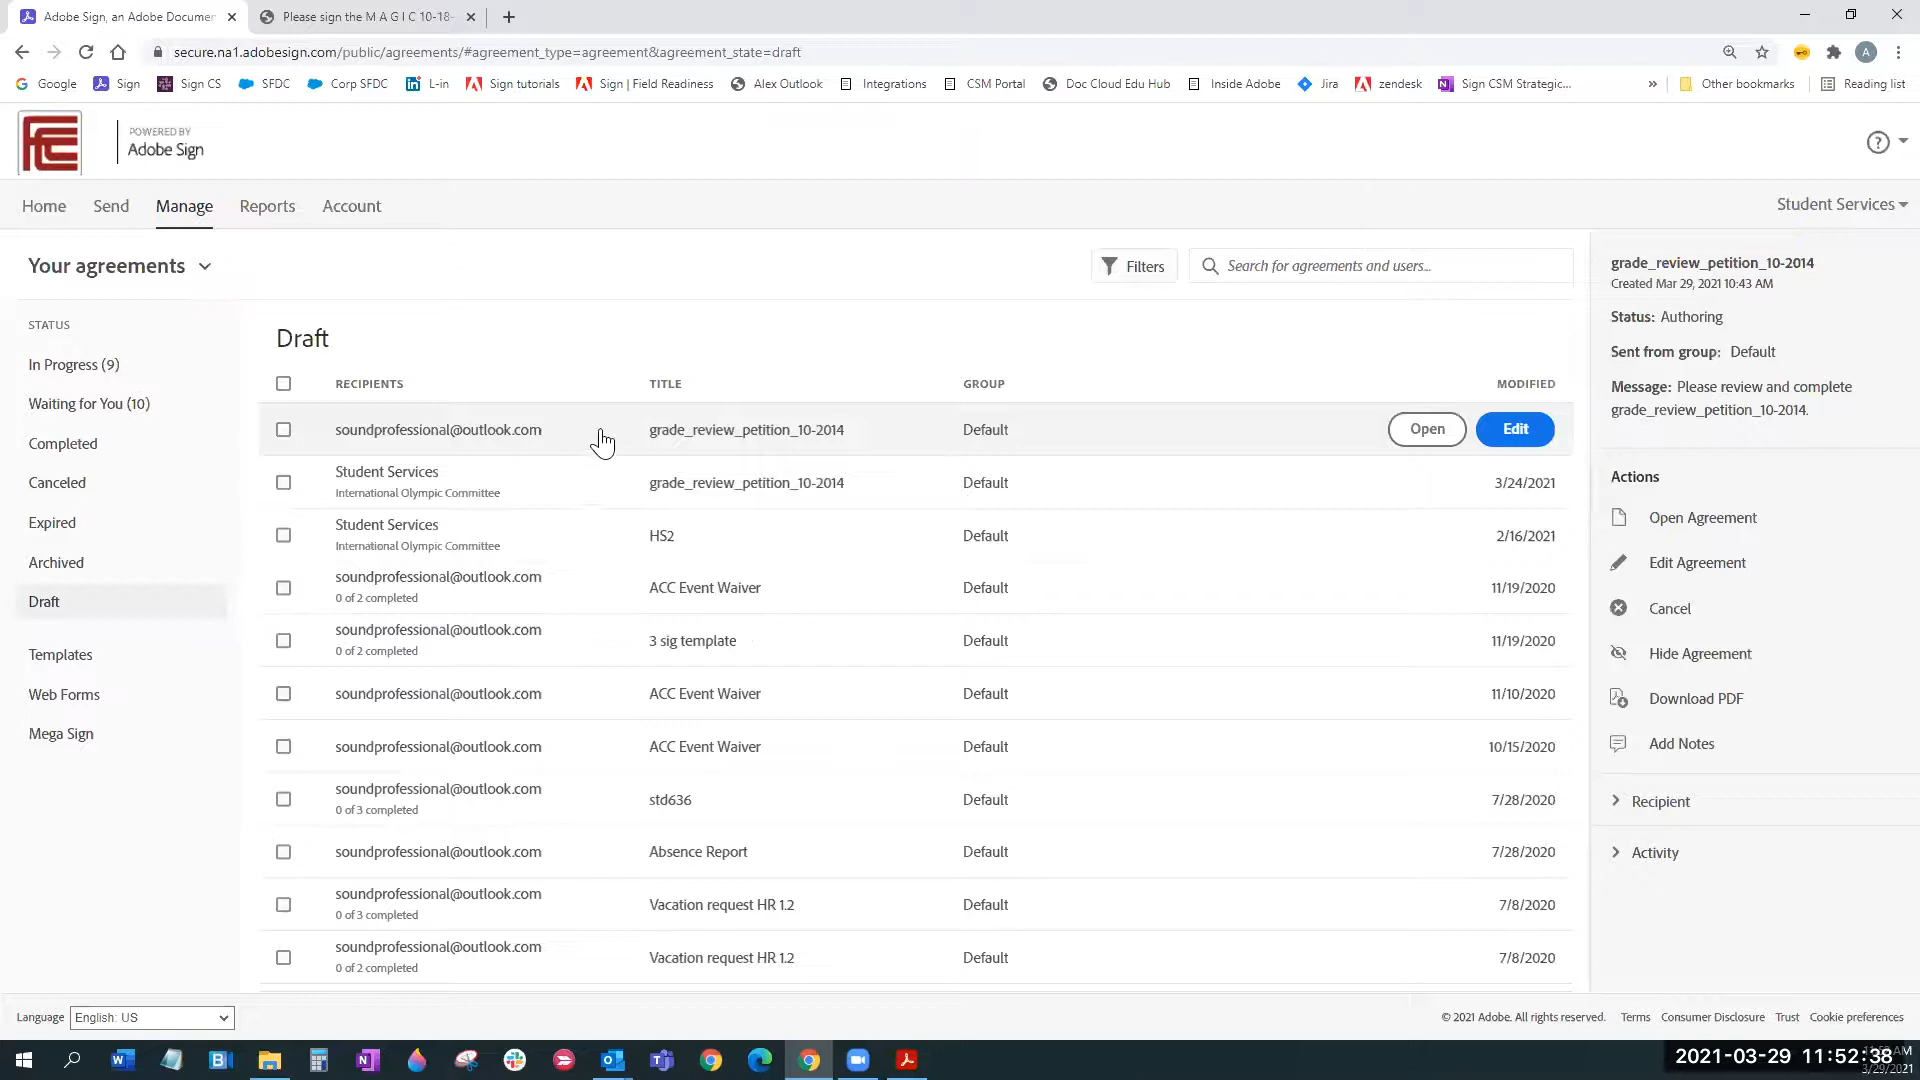 Adobe Sign, an Adobe Documen
Please sign the M A G I C 10-18-
secure.na1.adobesign.com/public/agreements/#agreement_type=agreement&agreement_state=draft
A
Google Sign Sign CS SFDC Corp SFDC L-in Sign tutorials Sign | Field Readiness Alex Outlook Integrations CSM Portal Doc Cloud Edu Hub Inside Adobe Jira zendesk Sign CSM Strategic... » Other bookmarks Reading list
POWERED BY
Adobe Sign
Home Send Manage Reports Account Student Services
Your agreements
Filters
Search for agreements and users...
STATUS
In Progress (9)
Waiting for You (10)
Completed
Canceled
Expired
Archived
Draft
Templates
Web Forms
Mega Sign
Draft
RECIPIENTS TITLE GROUP MODIFIED
soundprofessional@outlook.com grade_review_petition_10-2014 Default Open Edit
Student Services grade_review_petition_10-2014 Default 3/24/2021
International Olympic Committee
Student Services HS2 Default 2/16/2021
International Olympic Committee
soundprofessional@outlook.com ACC Event Waiver Default 11/19/2020
0 of 2 completed
soundprofessional@outlook.com 3 sig template Default 11/19/2020
0 of 2 completed
soundprofessional@outlook.com ACC Event Waiver Default 11/10/2020
soundprofessional@outlook.com ACC Event Waiver Default 10/15/2020
soundprofessional@outlook.com std636 Default 7/28/2020
0 of 3 completed
soundprofessional@outlook.com Absence Report Default 7/28/2020
soundprofessional@outlook.com Vacation request HR 1.2 Default 7/8/2020
0 of 3 completed
soundprofessional@outlook.com Vacation request HR 1.2 Default 7/8/2020
0 of 2 completed
grade_review_petition_10-2014
Created Mar 29, 2021 10:43 AM
Status: Authoring
Sent from group: Default
Message: Please review and complete
grade_review_petition_10-2014.
Actions
Open Agreement
Edit Agreement
Cancel
Hide Agreement
Download PDF
Add Notes
Recipient
Activity
Language English: US
© 2021 Adobe. All rights reserved. Terms Consumer Disclosure Trust Cookie preferences
2021-03-29 11:52:38
3/29/2021